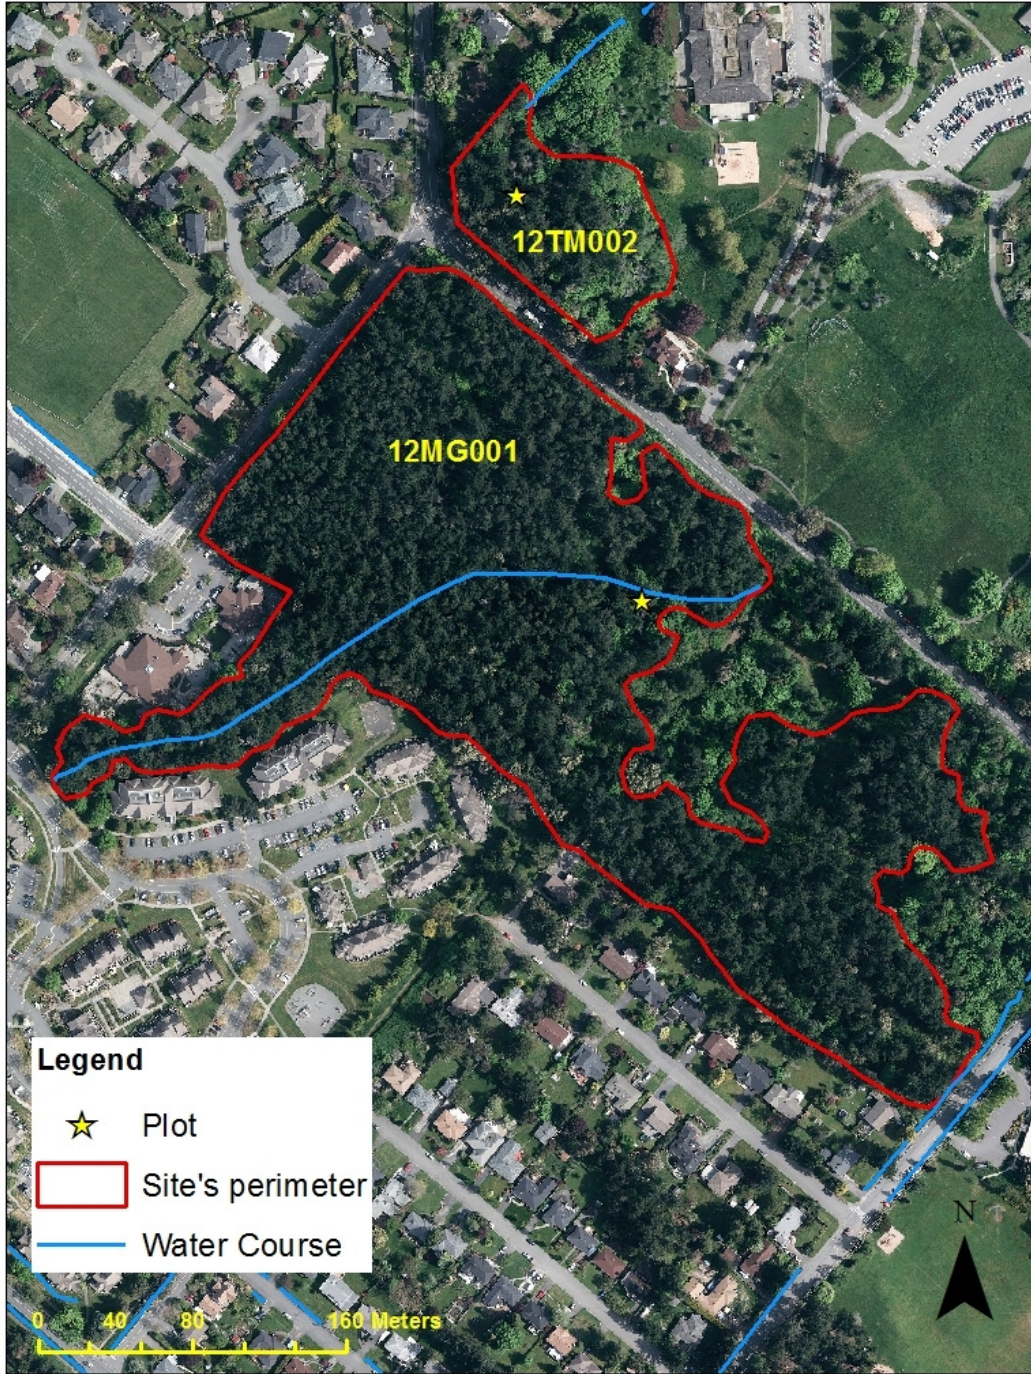 12TM002
12MG001
Legend
Plot
Site's perimeter
Water Course
N
0 40 80 160 Meters